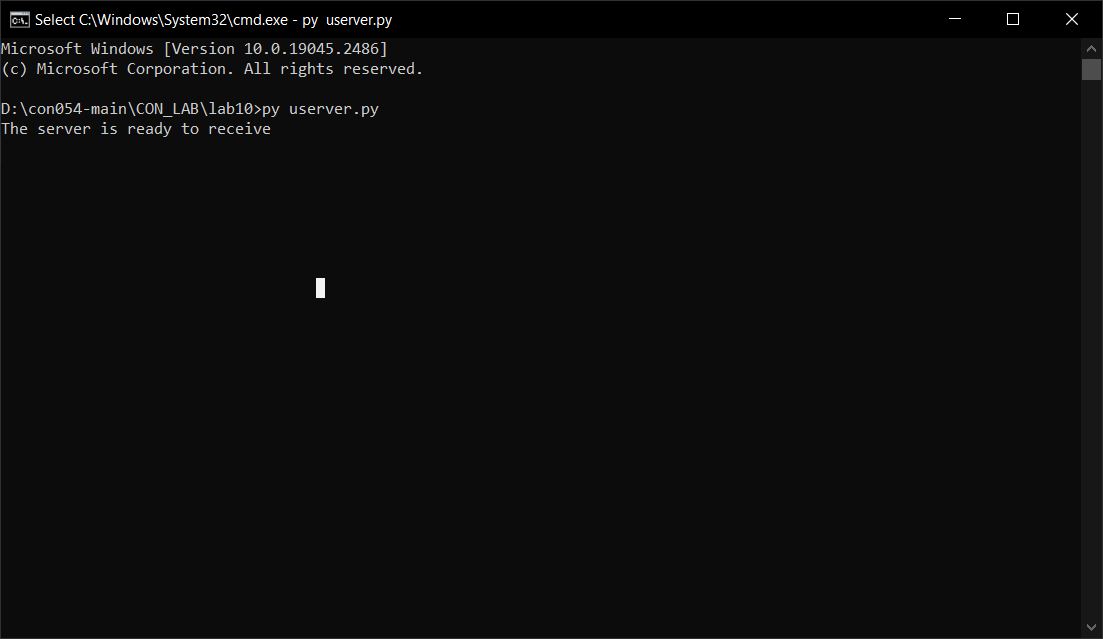 Select C:\Windows\System32\cmd.exe - py  userver.py
Microsoft Windows [Version 10.0.19045.2486]
(c) Microsoft Corporation. All rights reserved.
D:\con054-main\CON_LAB\lab10>py userver.py
The server is ready to receive